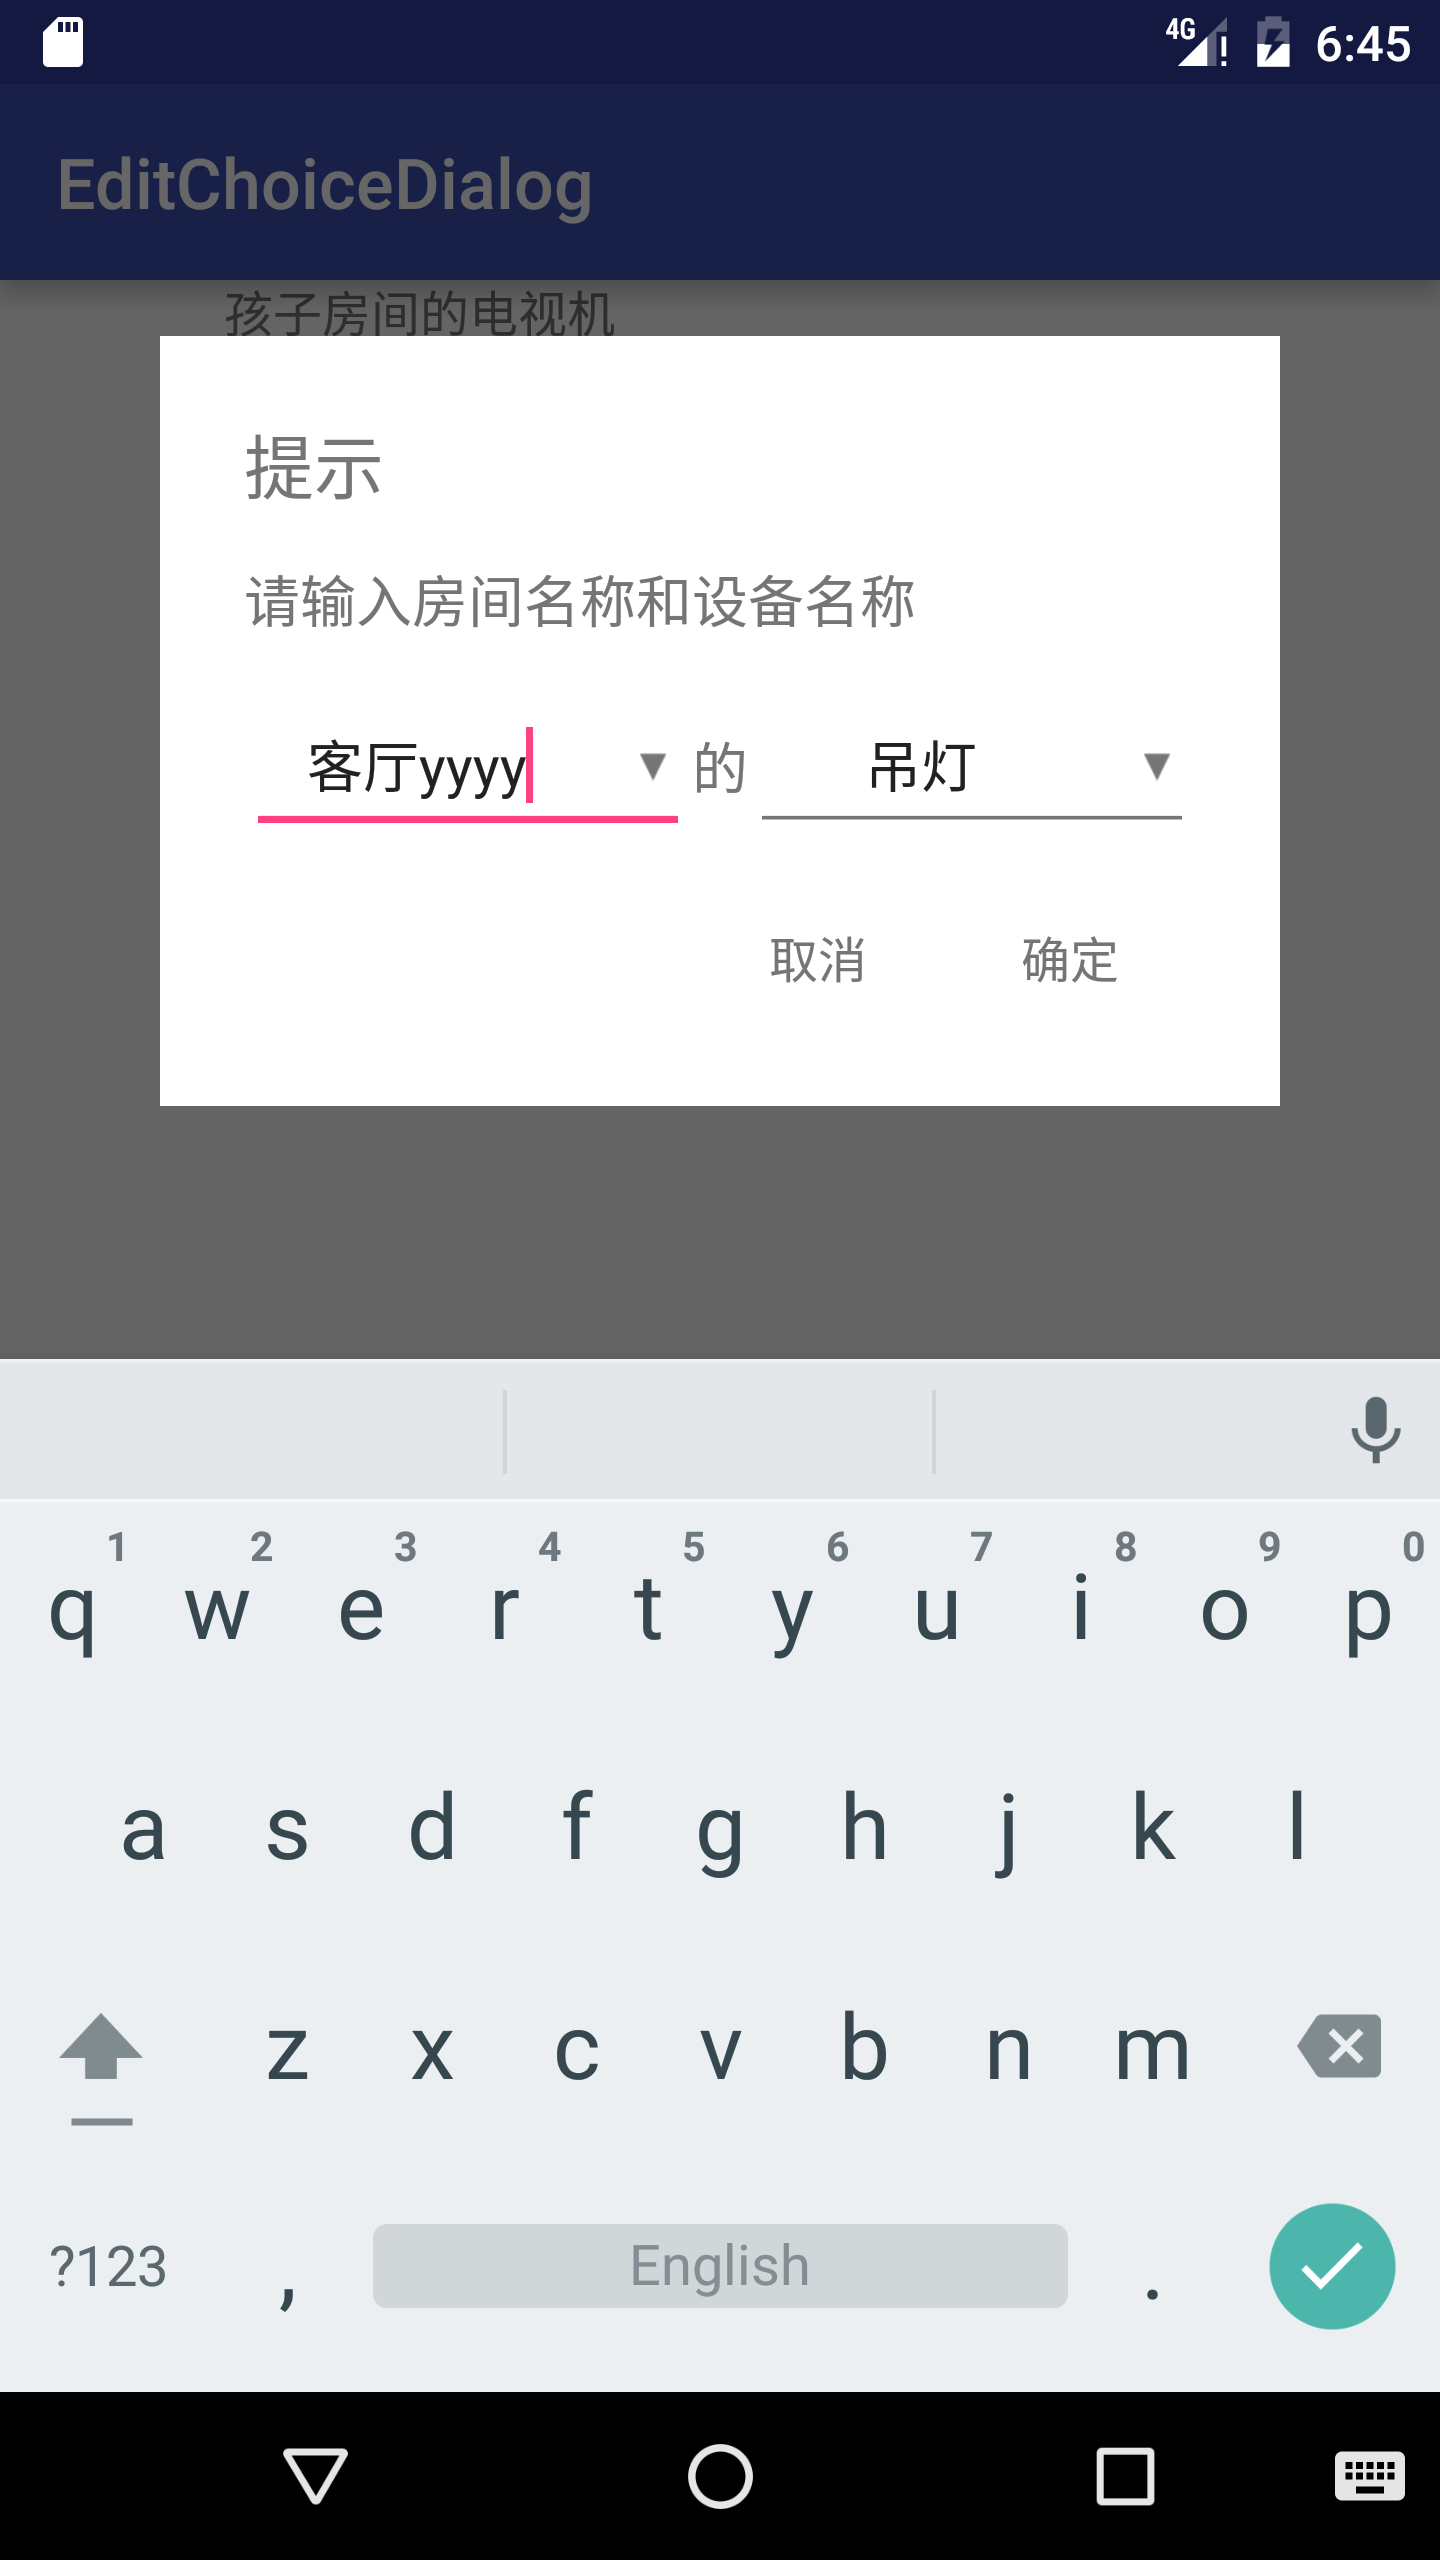 4G 6:45
EditChoiceDialog
孩子房间的电视机
提示
请输入房间名称和设备名称
客厅yyyy 的 吊灯
取消 确定
1 2 3 4 5 6 7 8 9 0
q w e r t y u i o p
a s d f g h j k l
z x c v b n m
?123 , English .